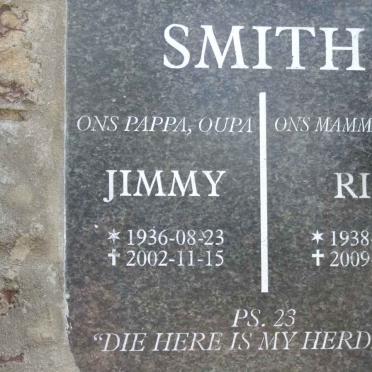 SMITH
ONS PAPPA, OUPA ONS MAMM
JIMMY RI
* 1936-08-23 * 1938-
✝ 2002-11-15 ✝ 2009
PS. 23
"DIE HERE IS MY HERD